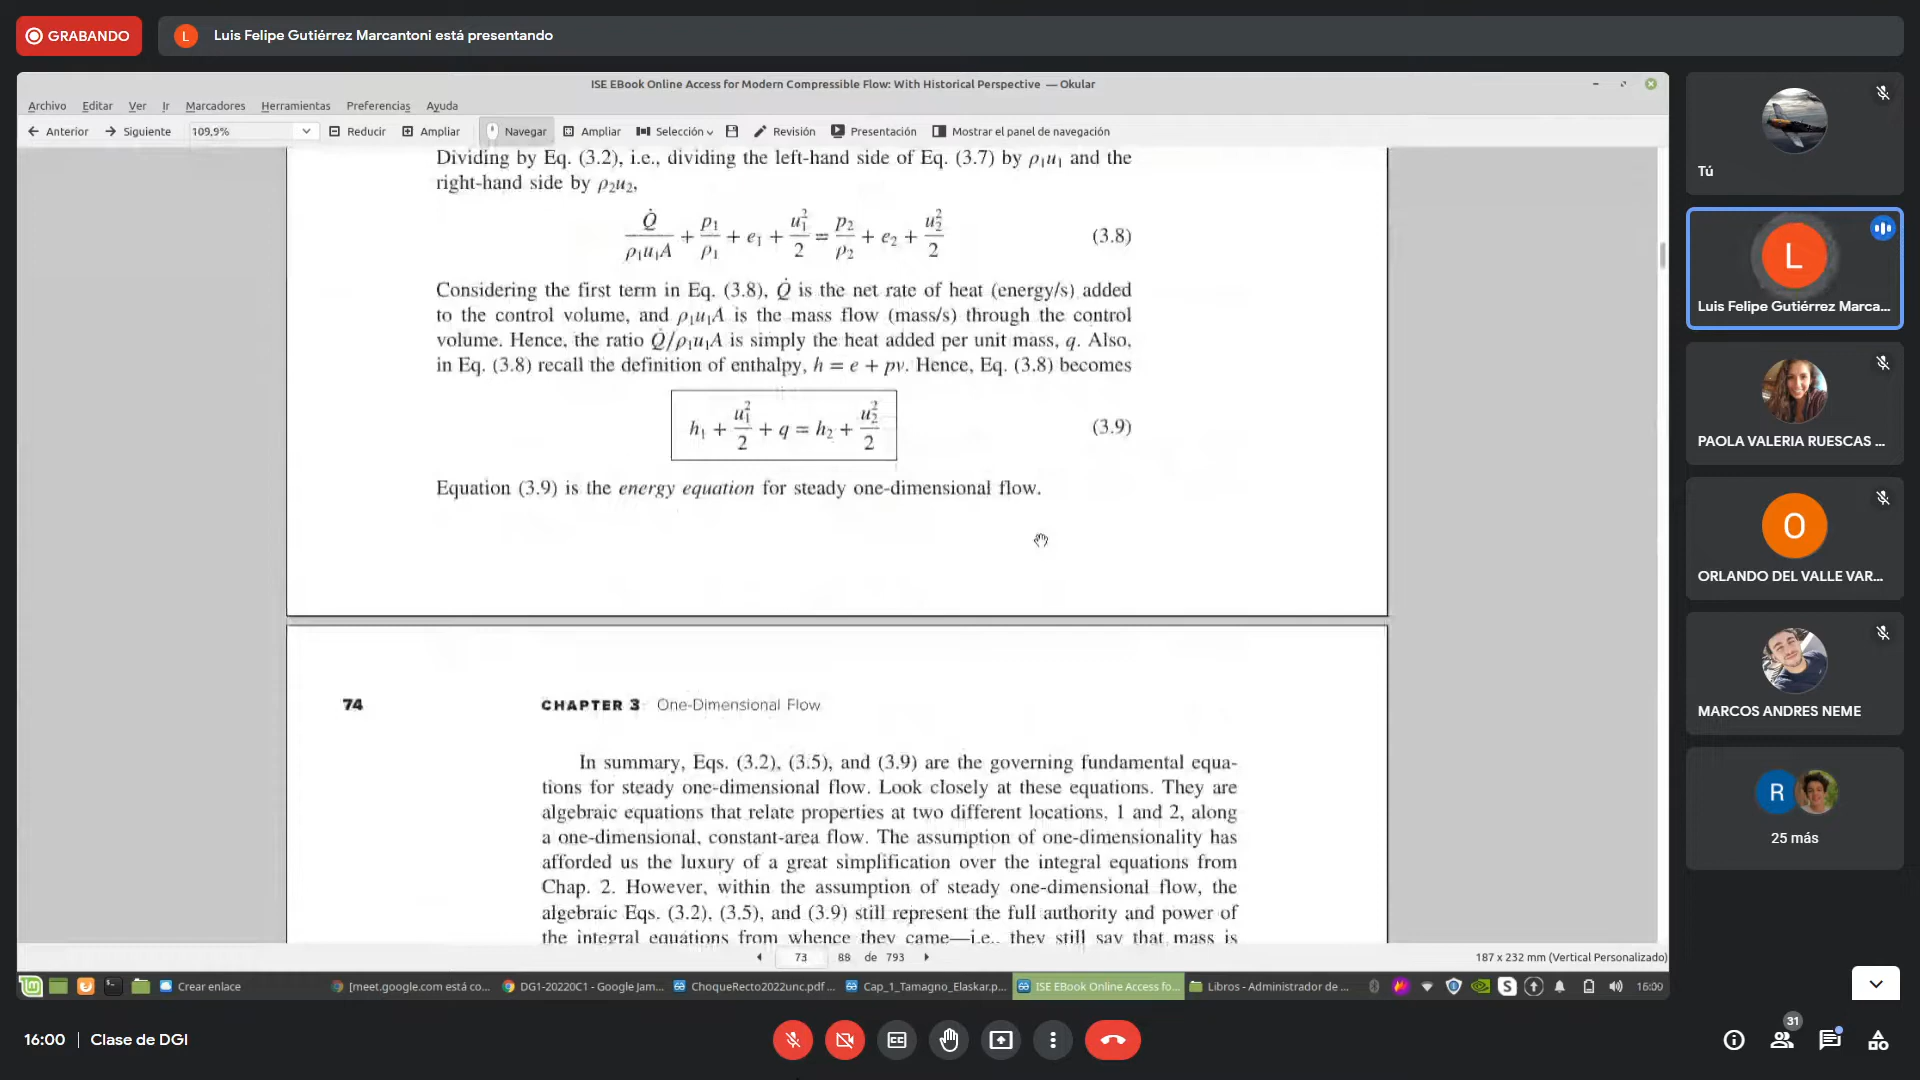 GRABANDO
L Luis Felipe Gutiérrez Marcantoni está presentando
ISE EBook Online Access for Modern Compressible Flow: With Historical Perspective — Okular
Archivo Editar Ver Ir Marcadores Herramientas Preferencias Ayuda
Anterior Siguiente 109,9% Reducir Ampliar Navegar Ampliar Selección Revisión Presentación Mostrar el panel de navegación
Dividing by Eq. (3.2), i.e., dividing the left-hand side of Eq. (3.7) by ρ₁u₁ and the
right-hand side by ρ₂u₂,
Q̇/(ρ₁u₁A) + p₁/ρ₁ + e₁ + u₁²/2 = p₂/ρ₂ + e₂ + u₂²/2 (3.8)
Considering the first term in Eq. (3.8), Q̇ is the net rate of heat (energy/s) added
to the control volume, and ρ₁u₁A is the mass flow (mass/s) through the control
volume. Hence, the ratio Q̇/ρ₁u₁A is simply the heat added per unit mass, q. Also,
in Eq. (3.8) recall the definition of enthalpy, h = e + pv. Hence, Eq. (3.8) becomes
h₁ + u₁²/2 + q = h₂ + u₂²/2 (3.9)
Equation (3.9) is the energy equation for steady one-dimensional flow.
74 CHAPTER 3 One-Dimensional Flow
In summary, Eqs. (3.2), (3.5), and (3.9) are the governing fundamental equa-
tions for steady one-dimensional flow. Look closely at these equations. They are
algebraic equations that relate properties at two different locations, 1 and 2, along
a one-dimensional, constant-area flow. The assumption of one-dimensionality has
afforded us the luxury of a great simplification over the integral equations from
Chap. 2. However, within the assumption of steady one-dimensional flow, the
algebraic Eqs. (3.2), (3.5), and (3.9) still represent the full authority and power of
the integral equations from whence they came—i.e., they still say that mass is
73 88 de 793
187 x 232 mm (Vertical Personalizado)
Crear enlace [meet.google.com está co... DG1-20220C1 - Google Jam... ChoqueRecto2022unc.pdf ... Cap_1_Tamagno_Elaskar.p... ISE EBook Online Access fo... Libros - Administrador de ... S 16:00
Tú
L
Luis Felipe Gutiérrez Marca...
PAOLA VALERIA RUESCAS ...
O
ORLANDO DEL VALLE VAR...
MARCOS ANDRES NEME
R
25 más
16:00 Clase de DGI
31